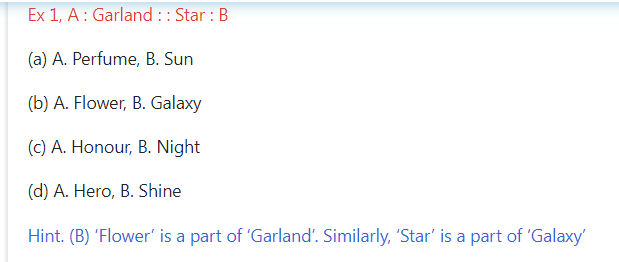 Ex 1, A : Garland : : Star : B
(a) A. Perfume, B. Sun
(b) A. Flower, B. Galaxy
(c) A. Honour, B. Night
(d) A. Hero, B. Shine
Hint. (B) ‘Flower’ is a part of ‘Garland’. Similarly, ‘Star’ is a part of ‘Galaxy’